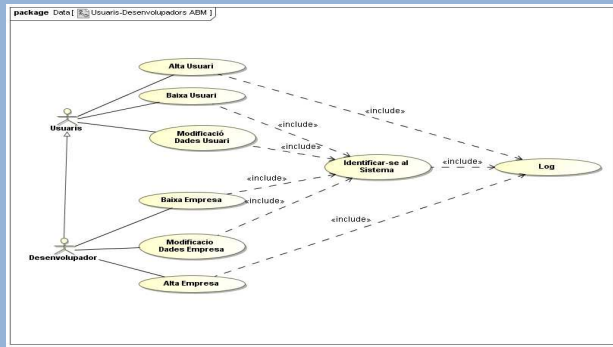 package Data [ Usuaris-Desenvolupadors ABM ]
Alta Usuari
«include»
Baixa Usuari
Usuaris
«include»
Modificació
Dades Usuari
«include»
Identificar-se al
Sistema
«include»
Log
«include»
Baixa Empresa
«include»
«include»
Modificacio
Dades Empresa
Desenvolupador
Alta Empresa